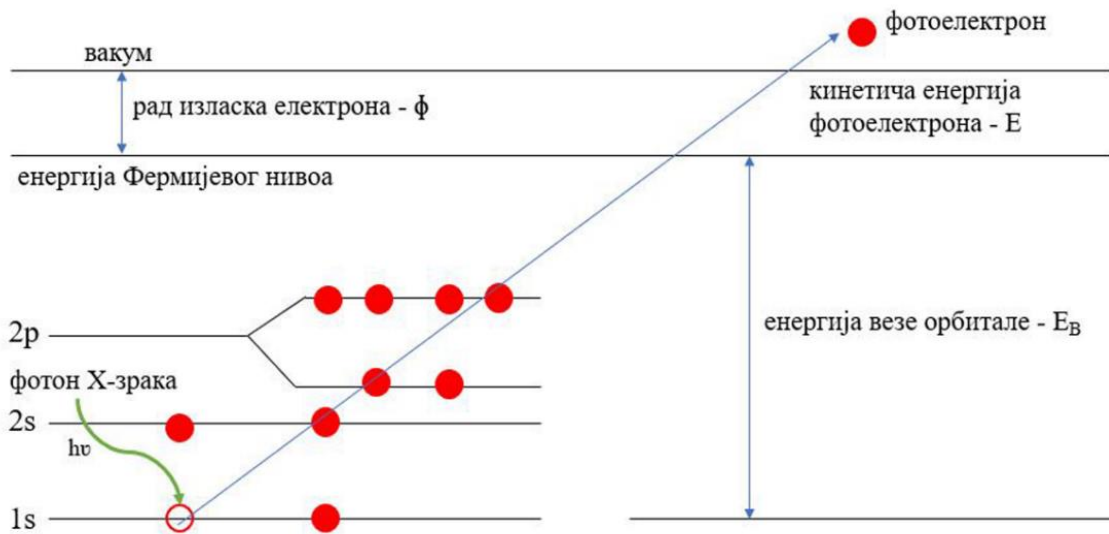 фотоелектрон
вакум
рад изласка електрона - ϕ
кинетича енергија
фотоелектрона - E
енергија Фермијевог нивоа
2p
енергија везе орбитале - E_B
фотон X-зрака
2s
hυ
1s